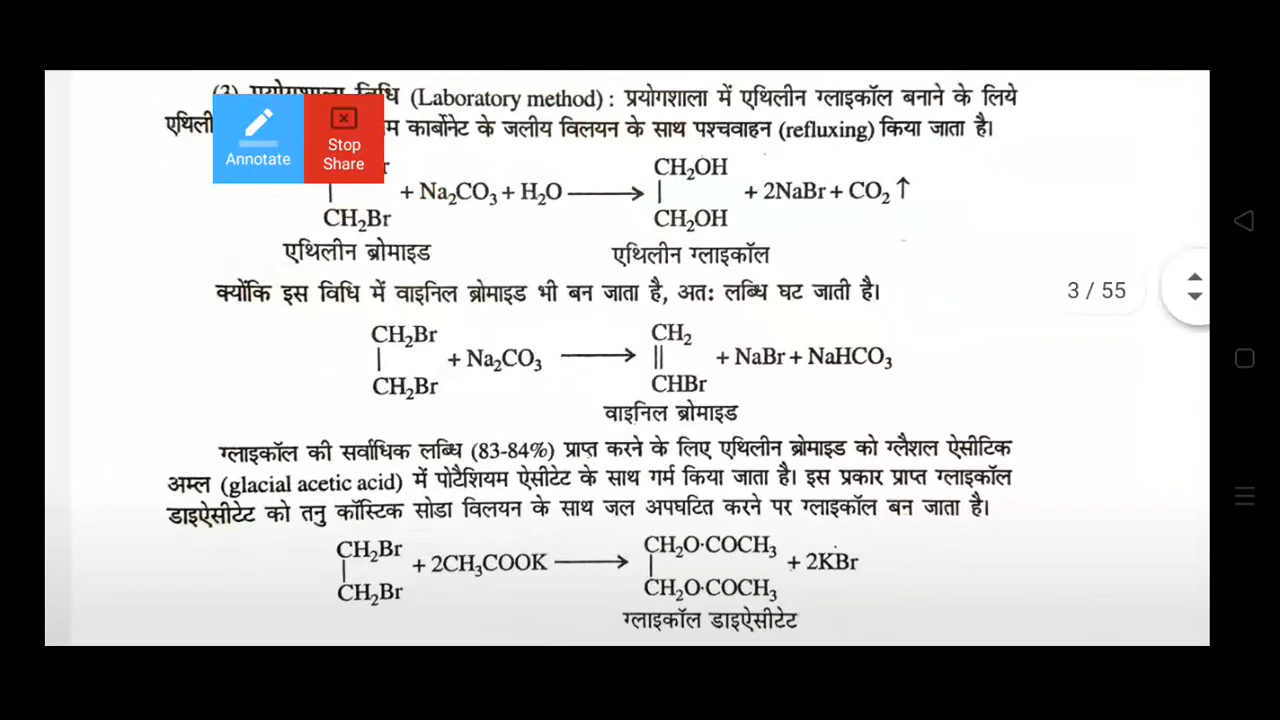 (3) प्रयोगशाला विधि (Laboratory method) : प्रयोगशाला में एथिलीन ग्लाइकॉल बनाने के लिये
कार्बोनेट के जलीय विलयन के साथ पश्चवाहन (refluxing) किया जाता है।
Annotate
Stop
Share
CH₂OH
+ Na₂CO₃ + H₂O ⟶ | + 2NaBr + CO₂ ↑
CH₂Br CH₂OH
एथिलीन ब्रोमाइड एथिलीन ग्लाइकॉल
क्योंकि इस विधि में वाइनिल ब्रोमाइड भी बन जाता है, अतः लब्धि घट जाती है।
3 / 55
CH₂Br CH₂
| + Na₂CO₃ ⟶ || + NaBr + NaHCO₃
CH₂Br CHBr
वाइनिल ब्रोमाइड
ग्लाइकॉल की सर्वाधिक लब्धि (83-84%) प्राप्त करने के लिए एथिलीन ब्रोमाइड को ग्लैशल ऐसीटिक
अम्ल (glacial acetic acid) में पोटैशियम ऐसीटेट के साथ गर्म किया जाता है। इस प्रकार प्राप्त ग्लाइकॉल
डाइऐसीटेट को तनु कॉस्टिक सोडा विलयन के साथ जल अपघटित करने पर ग्लाइकॉल बन जाता है।
CH₂Br CH₂O·COCH₃
| + 2CH₃COOK ⟶ | + 2KBr
CH₂Br CH₂O·COCH₃
ग्लाइकॉल डाइऐसीटेट